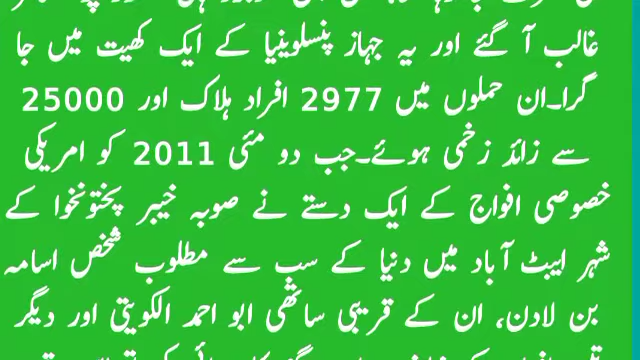 غالب آ گئے اور یہ جہاز پنسلوینیا کے ایک کھیت میں جا
گرا۔ان حملوں میں 2977 افراد ہلاک اور 25000
سے زائد زخمی ہوئے۔جب دو مئی 2011 کو امریکی
خصوصی افواج کے ایک دستے نے صوبہ خیبر پختونخوا کے
شہر ایبٹ آباد میں دنیا کے سب سے مطلوب شخص اسامہ
بن لادن، ان کے قریبی ساتھی ابو احمد الکویتی اور دیگر